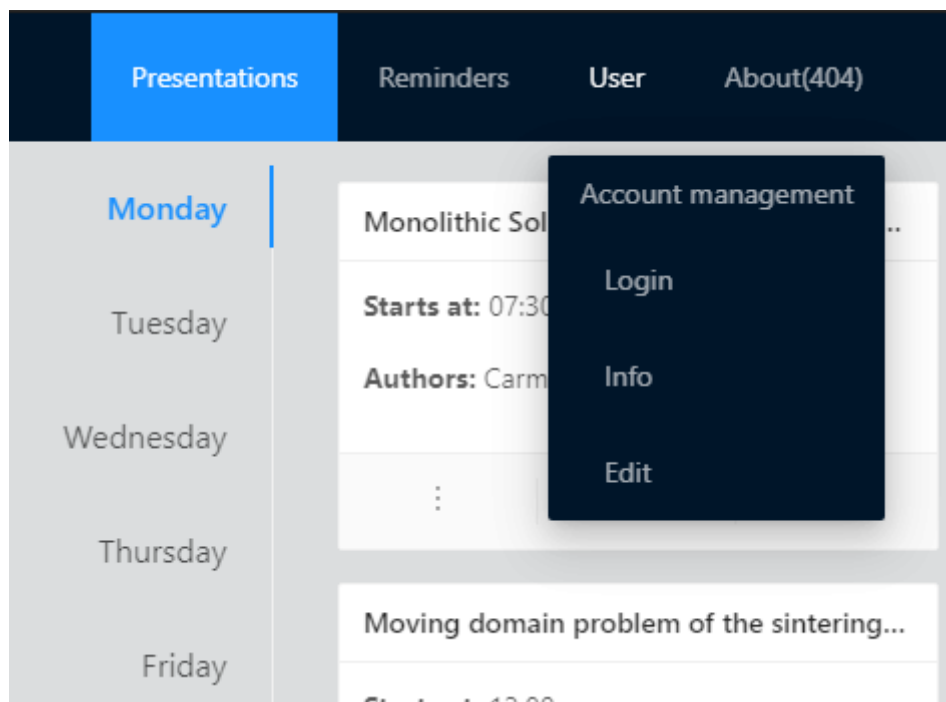 Presentations Reminders User About(404)
Monday
Tuesday
Wednesday
Thursday
Friday
Account management
Login
Info
Edit
Monolithic ..
Starts at:
Authors:
Moving domain problem of the sintering...